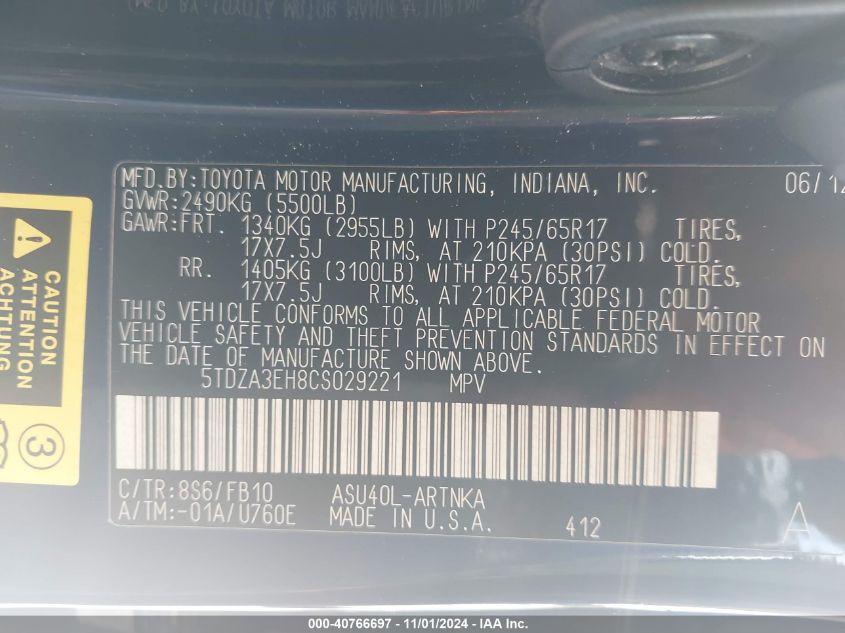 MFD.BY:TOYOTA MOTOR MANUFACTURING, INDIANA, INC. 06/12
GVWR:2490KG (5500LB)
GAWR:FRT. 1340KG (2955LB) WITH P245/65R17 TIRES,
17X7.5J RIMS, AT 210KPA (30PSI) COLD.
RR. 1405KG (3100LB) WITH P245/65R17 TIRES,
17X7.5J RIMS, AT 210KPA (30PSI) COLD.
THIS VEHICLE CONFORMS TO ALL APPLICABLE FEDERAL MOTOR
VEHICLE SAFETY AND THEFT PREVENTION STANDARDS IN EFFECT ON
THE DATE OF MANUFACTURE SHOWN ABOVE.
5TDZA3EH8CS029221 MPV
C/TR:8S6/FB10 ASU40L-ARTNKA
A/TM:-01A/U760E MADE IN U.S.A. 412 A
CAUTION
ATTENTION
ACHTUNG
3
000-40766697 - 11/01/2024 - IAA Inc.